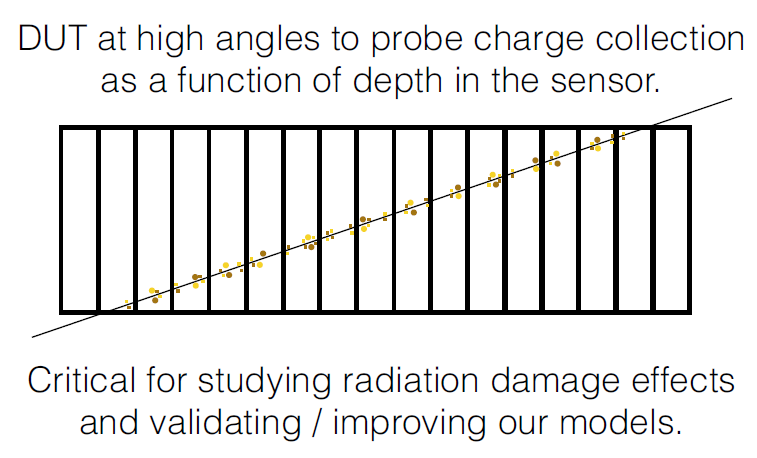 DUT at high angles to probe charge collection
as a function of depth in the sensor.
Critical for studying radiation damage effects
and validating / improving our models.